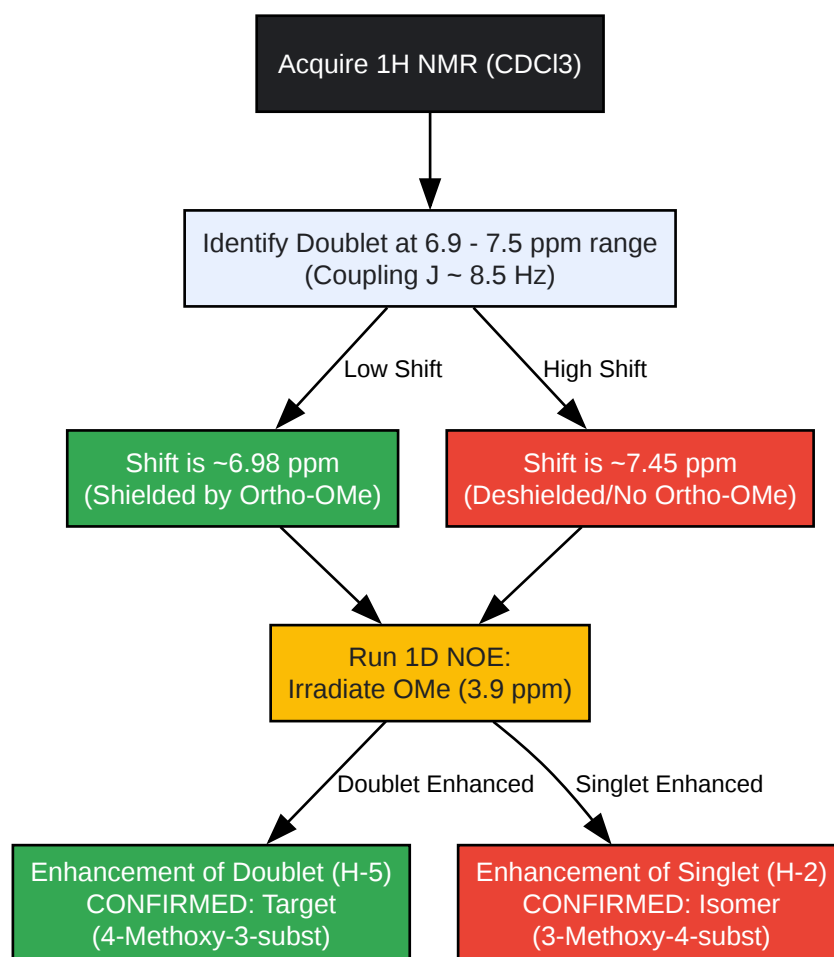 Acquire 1H NMR (CDCl3)
Identify Doublet at 6.9 - 7.5 ppm range
(Coupling J ~ 8.5 Hz)
Low Shift
High Shift
Shift is ~6.98 ppm
(Shielded by Ortho-OMe)
Shift is ~7.45 ppm
(Deshielded/No Ortho-OMe)
Run 1D NOE:
Irradiate OMe (3.9 ppm)
Doublet Enhanced
Singlet Enhanced
Enhancement of Doublet (H-5)
CONFIRMED: Target
(4-Methoxy-3-subst)
Enhancement of Singlet (H-2)
CONFIRMED: Isomer
(3-Methoxy-4-subst)